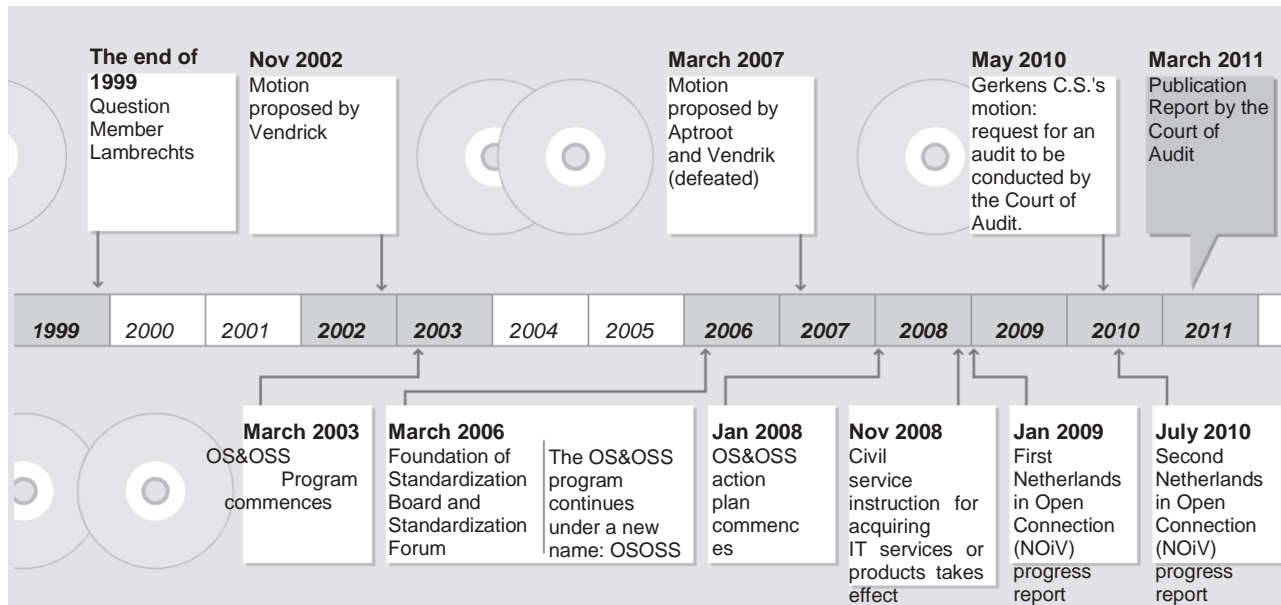 The end of
1999
Question
Member
Lambrechts
Nov 2002
Motion
proposed by
Vendrick
March 2007
Motion
proposed by
Aptroot
and Vendrik
(defeated)
May 2010
Gerkens C.S.'s
motion:
request for an
audit to be
conducted by
the Court of
Audit.
March 2011
Publication
Report by the
Court of
Audit
1999 2000 2001 2002 2003 2004 2005 2006 2007 2008 2009 2010 2011
March 2003
OS&OSS
Program
commences
March 2006
Foundation of
Standardization
Board and
Standardization
Forum
The OS&OSS
program
continues
under a new
name: OSOSS
Jan 2008
OS&OSS
action
plan
commenc
es
Nov 2008
Civil
service
instruction for
acquiring
IT services or
products takes
effect
Jan 2009
First
Netherlands
in Open
Connection
(NOiV)
progress
report
July 2010
Second
Netherlands
in Open
Connection
(NOiV)
progress
report